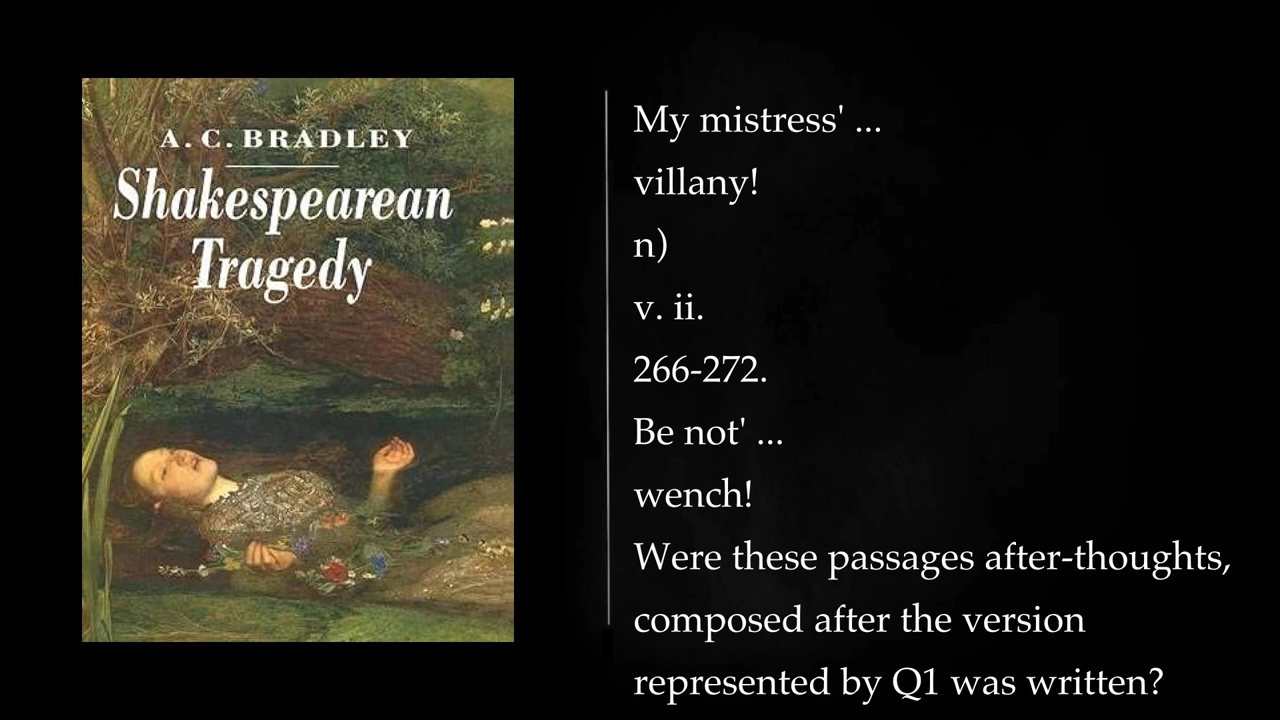 A. C. BRADLEY
Shakespearean
Tragedy
My mistress' ...
villany!
n)
v. ii.
266-272.
Be not' ...
wench!
Were these passages after-thoughts,
composed after the version
represented by Q1 was written?